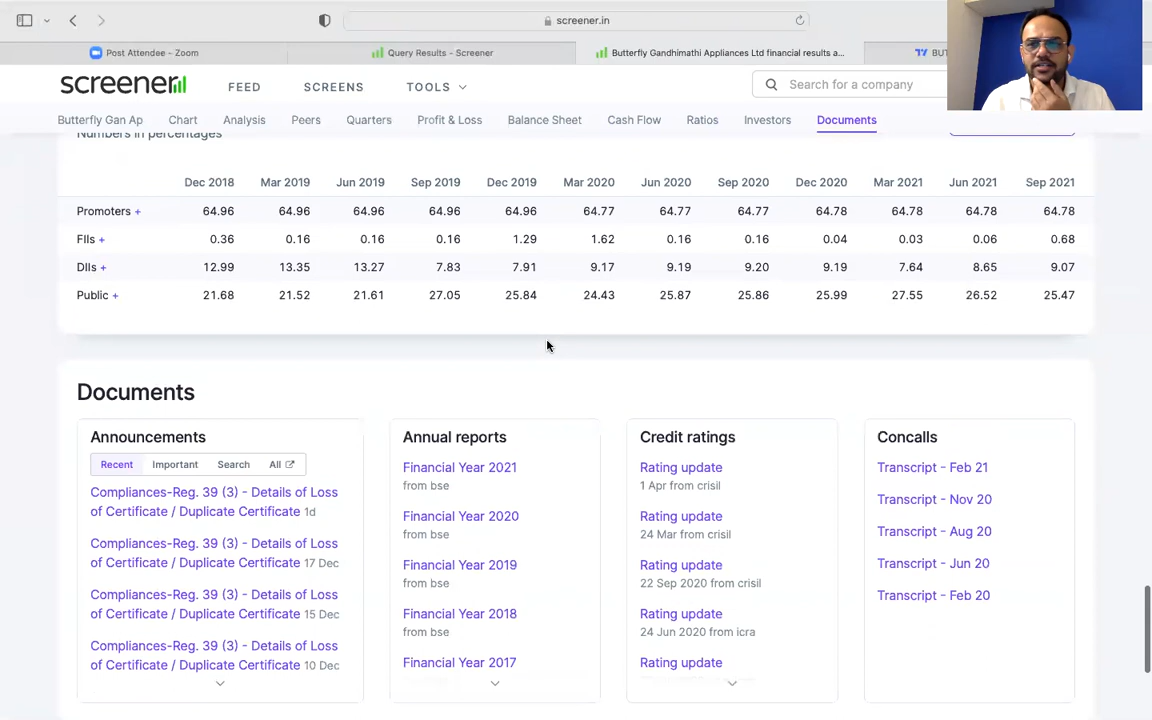 screener.in
Post Attendee - Zoom
Query Results - Screener
Butterfly Gandhimathi Appliances Ltd financial results a...
BUT
screener
FEED
SCREENS
TOOLS
Search for a company
Butterfly Gan Ap
Chart
Analysis
Peers
Quarters
Profit & Loss
Balance Sheet
Cash Flow
Ratios
Investors
Documents
Numbers in percentages
Dec 2018 Mar 2019 Jun 2019 Sep 2019 Dec 2019 Mar 2020 Jun 2020 Sep 2020 Dec 2020 Mar 2021 Jun 2021 Sep 2021
Promoters + 64.96 64.96 64.96 64.96 64.96 64.77 64.77 64.77 64.78 64.78 64.78 64.78
FIIs + 0.36 0.16 0.16 0.16 1.29 1.62 0.16 0.16 0.04 0.03 0.06 0.68
DIIs + 12.99 13.35 13.27 7.83 7.91 9.17 9.19 9.20 9.19 7.64 8.65 9.07
Public + 21.68 21.52 21.61 27.05 25.84 24.43 25.87 25.86 25.99 27.55 26.52 25.47
Documents
Announcements
Recent
Important
Search
All
Compliances-Reg. 39 (3) - Details of Loss
of Certificate / Duplicate Certificate 1d
Compliances-Reg. 39 (3) - Details of Loss
of Certificate / Duplicate Certificate 17 Dec
Compliances-Reg. 39 (3) - Details of Loss
of Certificate / Duplicate Certificate 15 Dec
Compliances-Reg. 39 (3) - Details of Loss
of Certificate / Duplicate Certificate 10 Dec
Annual reports
Financial Year 2021
from bse
Financial Year 2020
from bse
Financial Year 2019
from bse
Financial Year 2018
from bse
Financial Year 2017
Credit ratings
Rating update
1 Apr from crisil
Rating update
24 Mar from crisil
Rating update
22 Sep 2020 from crisil
Rating update
24 Jun 2020 from icra
Rating update
Concalls
Transcript - Feb 21
Transcript - Nov 20
Transcript - Aug 20
Transcript - Jun 20
Transcript - Feb 20